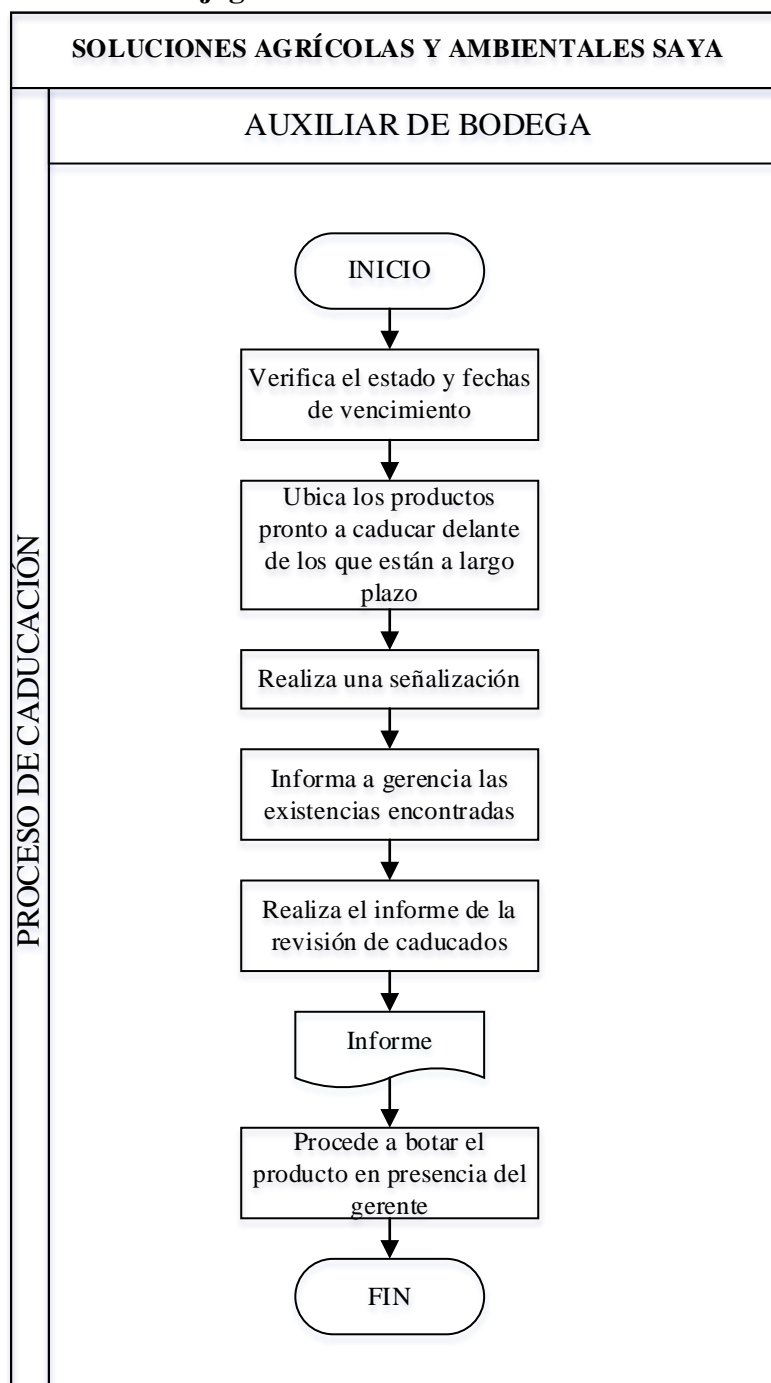 SOLUCIONES AGRÍCOLAS Y AMBIENTALES SAYA
AUXILIAR DE BODEGA
PROCESO DE CADUCACIÓN
INICIO
Verifica el estado y fechas
de vencimiento
Ubica los productos
pronto a caducar delante
de los que están a largo
plazo
Realiza una señalización
Informa a gerencia las
existencias encontradas
Realiza el informe de la
revisión de caducados
Informe
Procede a botar el
producto en presencia del
gerente
FIN